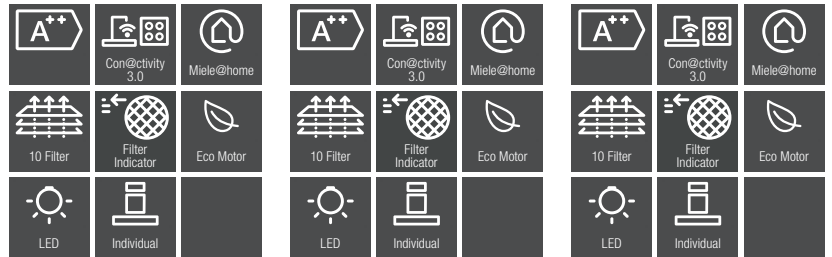 A++
Con@ctivity
3.0
Miele@home
10 Filter
Filter
Indicator
Eco Motor
LED
Individual
A++
Con@ctivity
3.0
Miele@home
10 Filter
Filter
Indicator
Eco Motor
LED
Individual
A++
Con@ctivity
3.0
Miele@home
10 Filter
Filter
Indicator
Eco Motor
LED
Individual